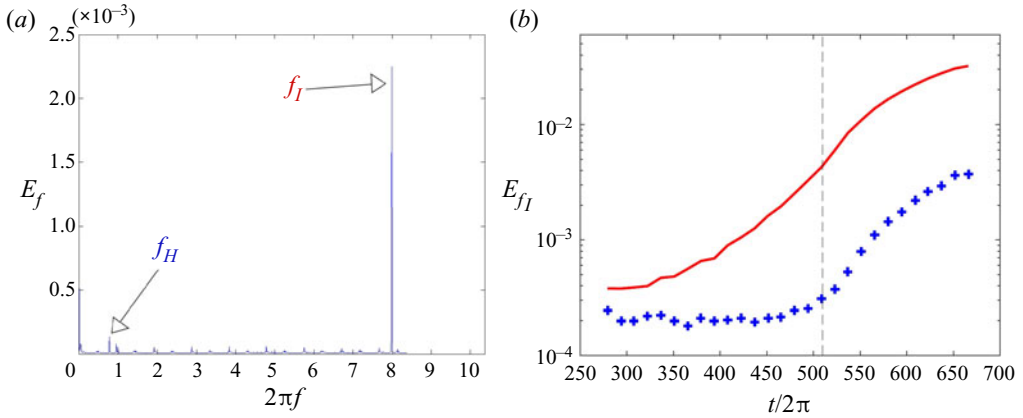 (a) (×10⁻³)
2.5
2.0
1.5
1.0
0.5
0 1 2 3 4 5 6 7 8 9 10
E_f
2πf
f_I
f_H
(b)
10⁻²
10⁻³
10⁻⁴
250 300 350 400 450 500 550 600 650 700
E_{f_I}
t/2π